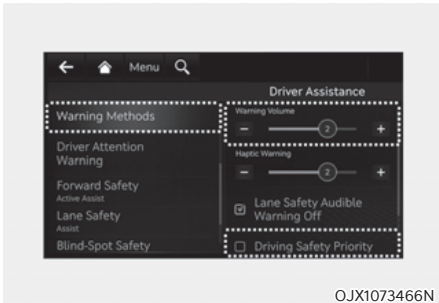 Menu
Driver Assistance
Warning Methods
Driver Attention
Warning
Forward Safety
Active Assist
Lane Safety
Assist
Blind-Spot Safety
Warning Volume
2
Haptic Warning
2
Lane Safety Audible
Warning Off
Driving Safety Priority
OJX1073466N